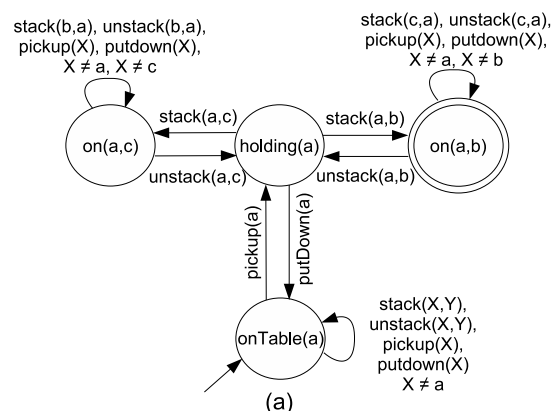 stack(b,a), unstack(b,a),
pickup(X), putdown(X),
X ≠ a, X ≠ c
stack(c,a), unstack(c,a),
pickup(X), putdown(X),
X ≠ a, X ≠ b
stack(a,c)
stack(a,b)
on(a,c)
holding(a)
on(a,b)
unstack(a,c)
unstack(a,b)
pickup(a)
putDown(a)
onTable(a)
stack(X,Y),
unstack(X,Y),
pickup(X),
putdown(X)
X ≠ a
(a)